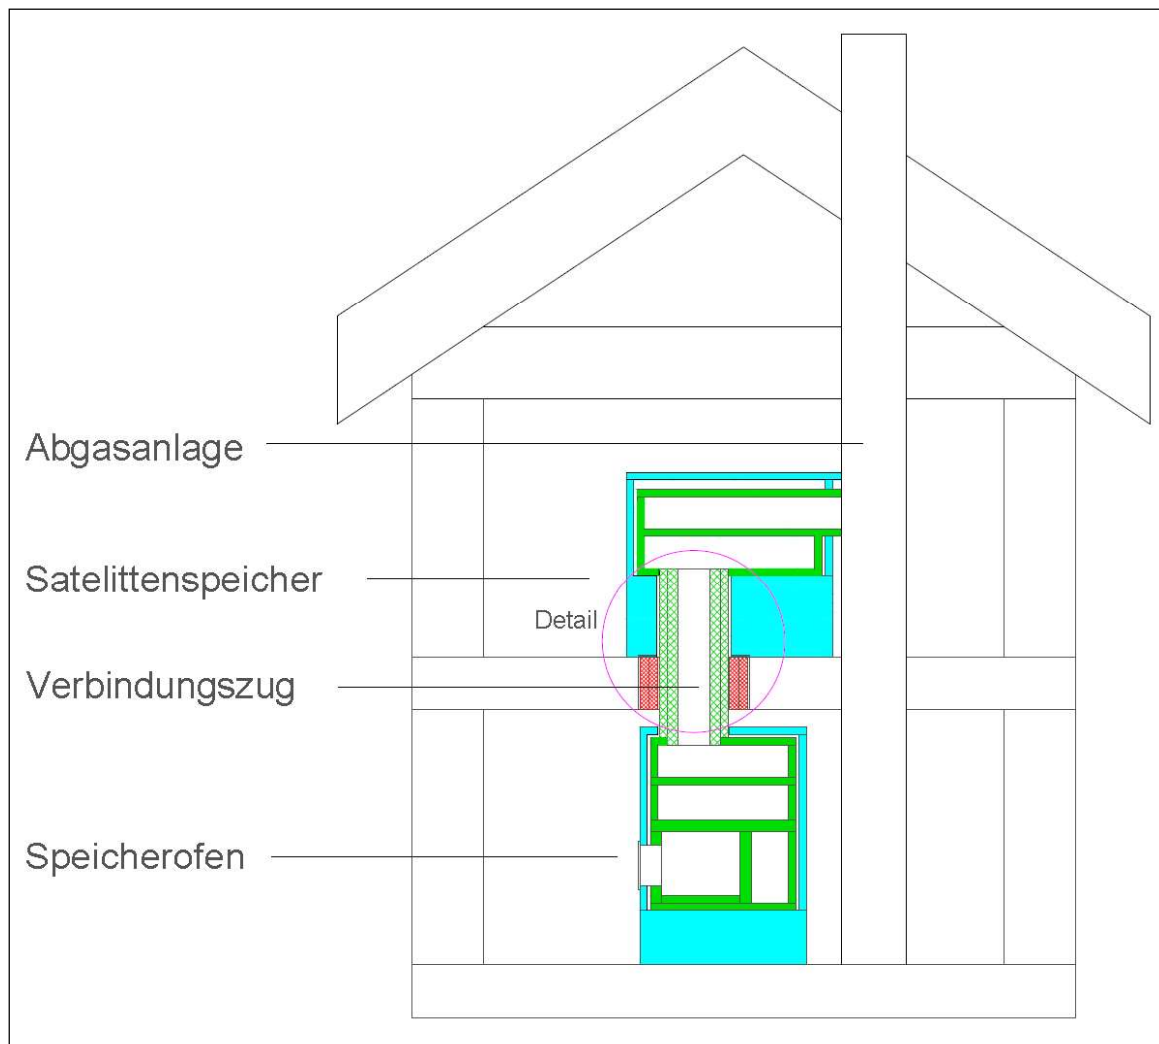 Abgasanlage
Satelittenspeicher
Detail
Verbindungszug
Speicherofen